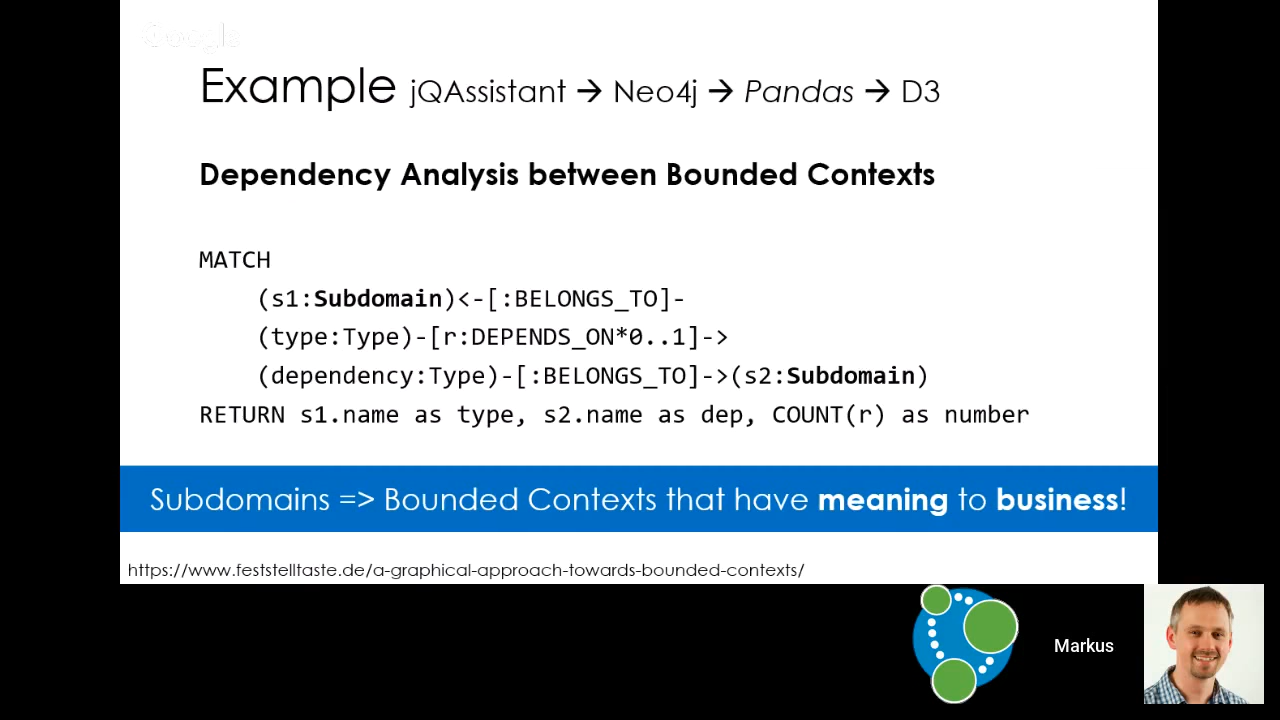 Google
Example jQAssistant → Neo4j → Pandas → D3
Dependency Analysis between Bounded Contexts
MATCH
(s1:Subdomain)<-[:BELONGS_TO]-
(type:Type)-[r:DEPENDS_ON*0..1]->
(dependency:Type)-[:BELONGS_TO]->(s2:Subdomain)
RETURN s1.name as type, s2.name as dep, COUNT(r) as number
Subdomains => Bounded Contexts that have meaning to business!
https://www.feststelltaste.de/a-graphical-approach-towards-bounded-contexts/
Markus